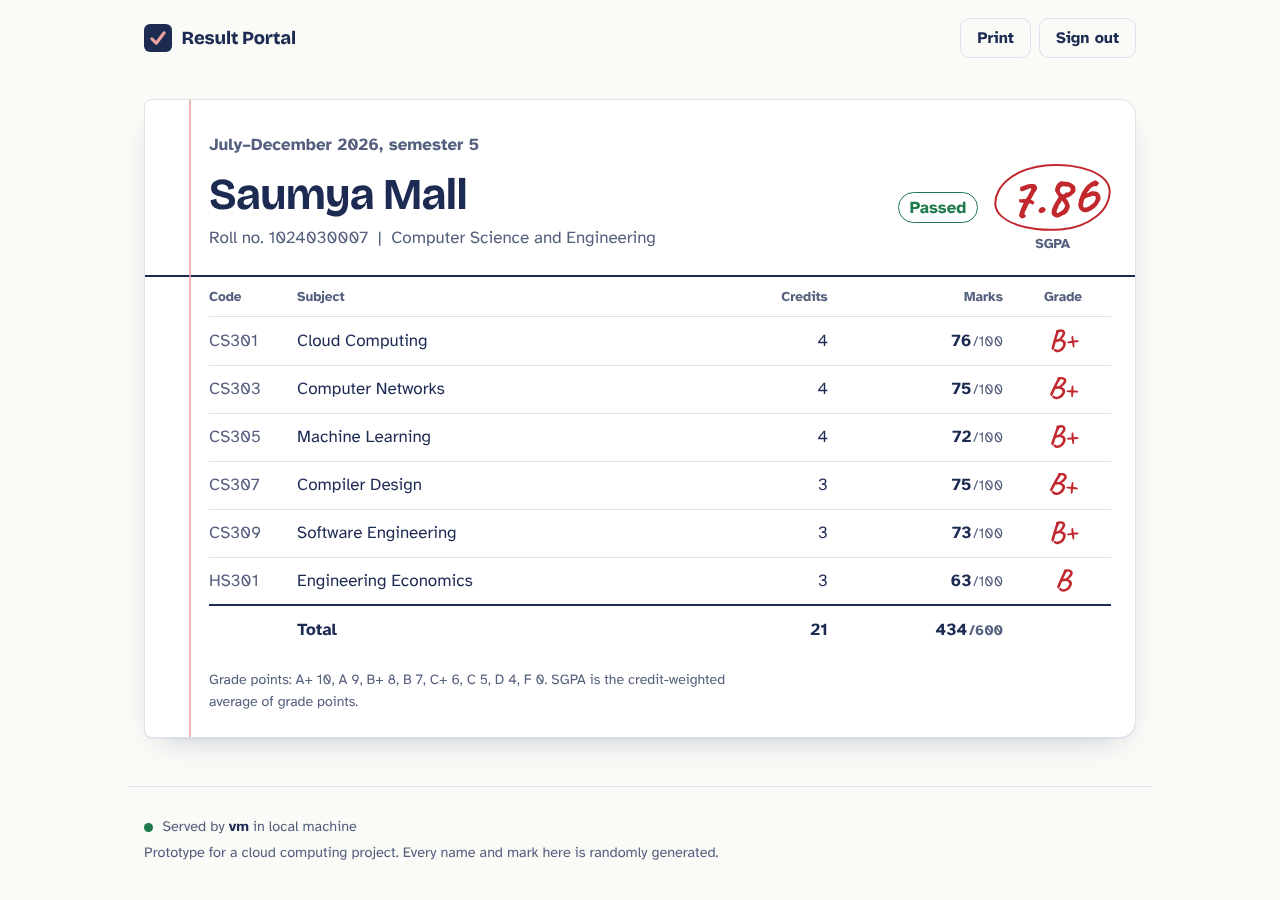 Result Portal
Print
Sign out
July–December 2026, semester 5
Saumya Mall
Passed
7.86
Roll no. 1024030007 | Computer Science and Engineering
SGPA
Code Subject Credits Marks Grade
CS301 Cloud Computing 4 76/100 B+
CS303 Computer Networks 4 75/100 B+
CS305 Machine Learning 4 72/100 B+
CS307 Compiler Design 3 75/100 B+
CS309 Software Engineering 3 73/100 B+
HS301 Engineering Economics 3 63/100 B
Total 21 434/600
Grade points: A+ 10, A 9, B+ 8, B 7, C+ 6, C 5, D 4, F 0. SGPA is the credit-weighted
average of grade points.
Served by vm in local machine
Prototype for a cloud computing project. Every name and mark here is randomly generated.